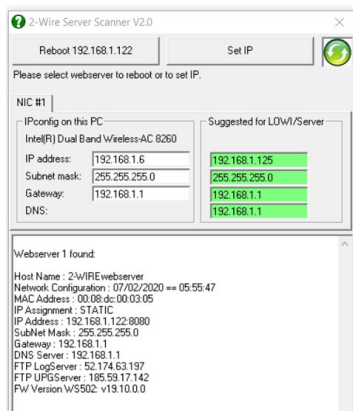 2-Wire Server Scanner V2.0
Reboot 192.168.1.122
Set IP
Please select webserver to reboot or to set IP.
NIC #1
IPconfig on this PC
Suggested for LOWI/Server
Intel(R) Dual Band Wireless-AC 8260
IP address: 192.168.1.6 192.168.1.125
Subnet mask: 255.255.255.0 255.255.255.0
Gateway: 192.168.1.1 192.168.1.1
DNS: 192.168.1.1
Webserver 1 found:
Host Name : 2-WIREwebserver
Network Configuration : 07/02/2020 == 05:55:47
MAC Address : 00:08:dc:00:03:05
IP Assignment : STATIC
IP Address : 192.168.1.122:8080
SubNet Mask : 255.255.255.0
Gateway : 192.168.1.1
DNS Server : 192.168.1.1
FTP LogServer : 52.174.63.197
FTP UPGServer : 185.59.17.142
FW Version WS502: v19.10.0.0